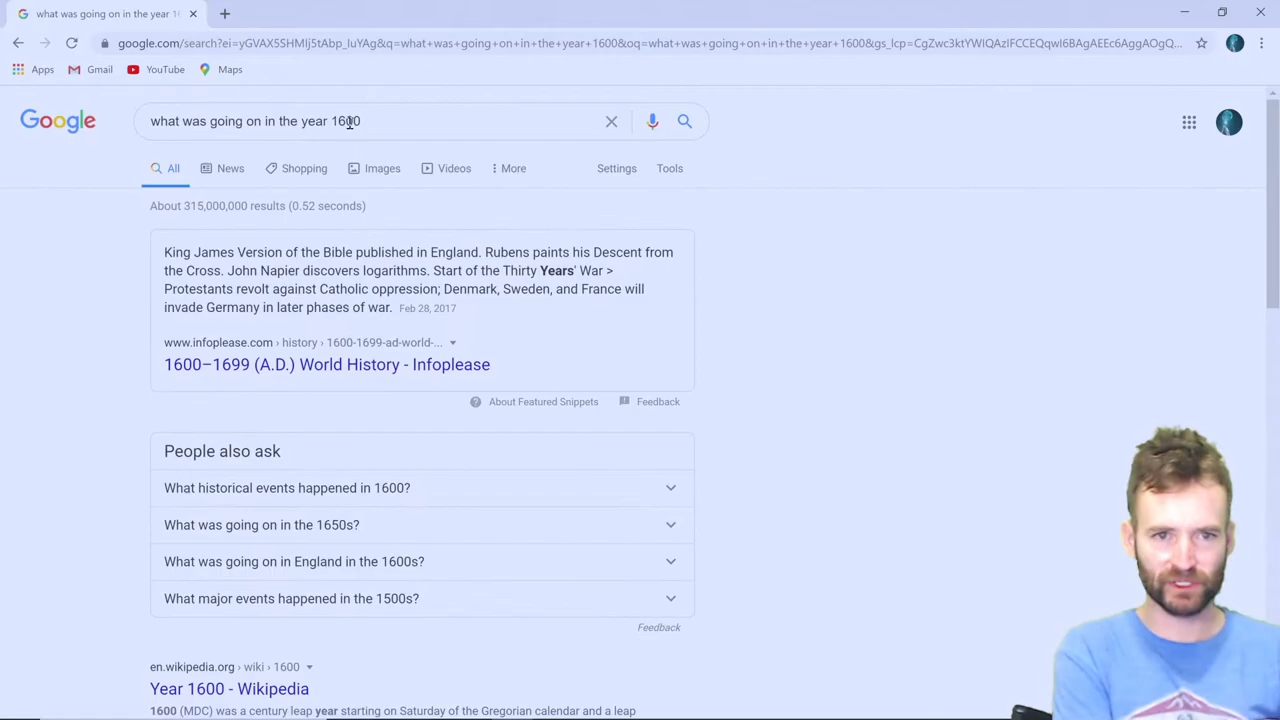 what was going on in the year 16
google.com/search?ei=yGVAX5SHMIj5tAbp_luYAg&q=what+was+going+on+in+the+year+1600&oq=what+was+going+on+in+the+year+1600&gs_lcp=CgZwc3ktYWIQAzIFCCEQqwI6BAgAEEc6AggAOgQ...
Apps
Gmail
YouTube
Maps
Google
what was going on in the year 1600
All
News
Shopping
Images
Videos
More
Settings
Tools
About 315,000,000 results (0.52 seconds)
King James Version of the Bible published in England. Rubens paints his Descent from
the Cross. John Napier discovers logarithms. Start of the Thirty Years' War >
Protestants revolt against Catholic oppression; Denmark, Sweden, and France will
invade Germany in later phases of war. Feb 28, 2017
www.infoplease.com › history › 1600-1699-ad-world-...
1600–1699 (A.D.) World History - Infoplease
About Featured Snippets
Feedback
People also ask
What historical events happened in 1600?
What was going on in the 1650s?
What was going on in England in the 1600s?
What major events happened in the 1500s?
Feedback
en.wikipedia.org › wiki › 1600
Year 1600 - Wikipedia
1600 (MDC) was a century leap year starting on Saturday of the Gregorian calendar and a leap